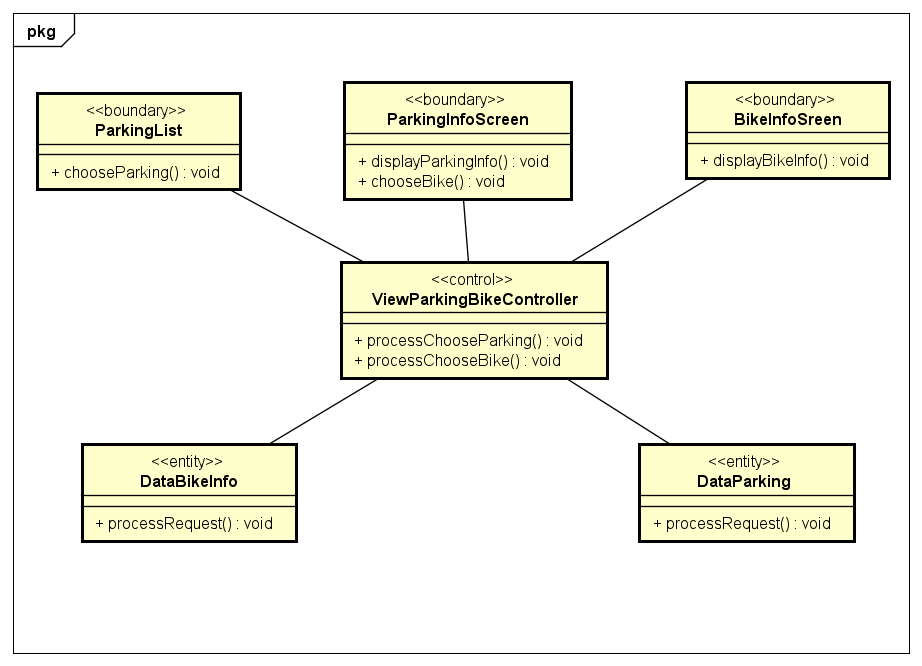 pkg
<<boundary>>
ParkingList
+ chooseParking() : void
<<boundary>>
ParkingInfoScreen
+ displayParkingInfo() : void
+ chooseBike() : void
<<boundary>>
BikeInfoSreen
+ displayBikeInfo() : void
<<control>>
ViewParkingBikeController
+ processChooseParking() : void
+ processChooseBike() : void
<<entity>>
DataBikeInfo
+ processRequest() : void
<<entity>>
DataParking
+ processRequest() : void